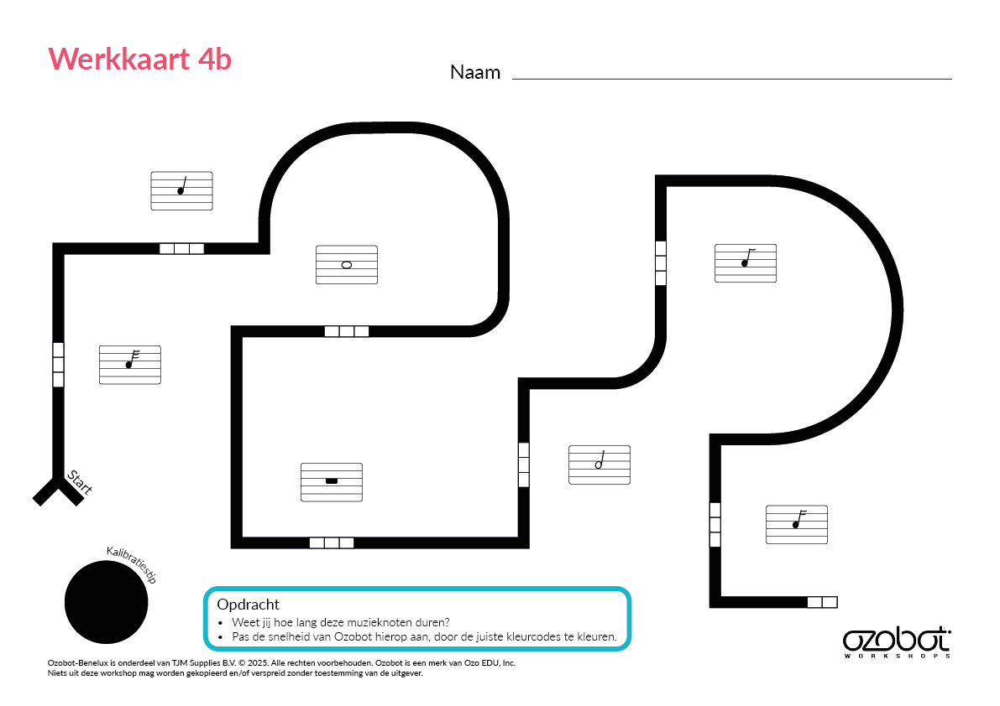 Werkkaart 4b
Naam
Start
Kalibratiestip
Opdracht
• Weet jij hoe lang deze muzieknoten duren?
• Pas de snelheid van Ozobot hierop aan, door de juiste kleurcodes te kleuren.
Ozobot-Benelux is onderdeel van TJM Supplies B.V. © 2025. Alle rechten voorbehouden. Ozobot is een merk van Ozo EDU, Inc.
Niets uit deze workshop mag worden gekopieerd en/of verspreid zonder toestemming van de uitgever.
ozobot
WORKSHOPS